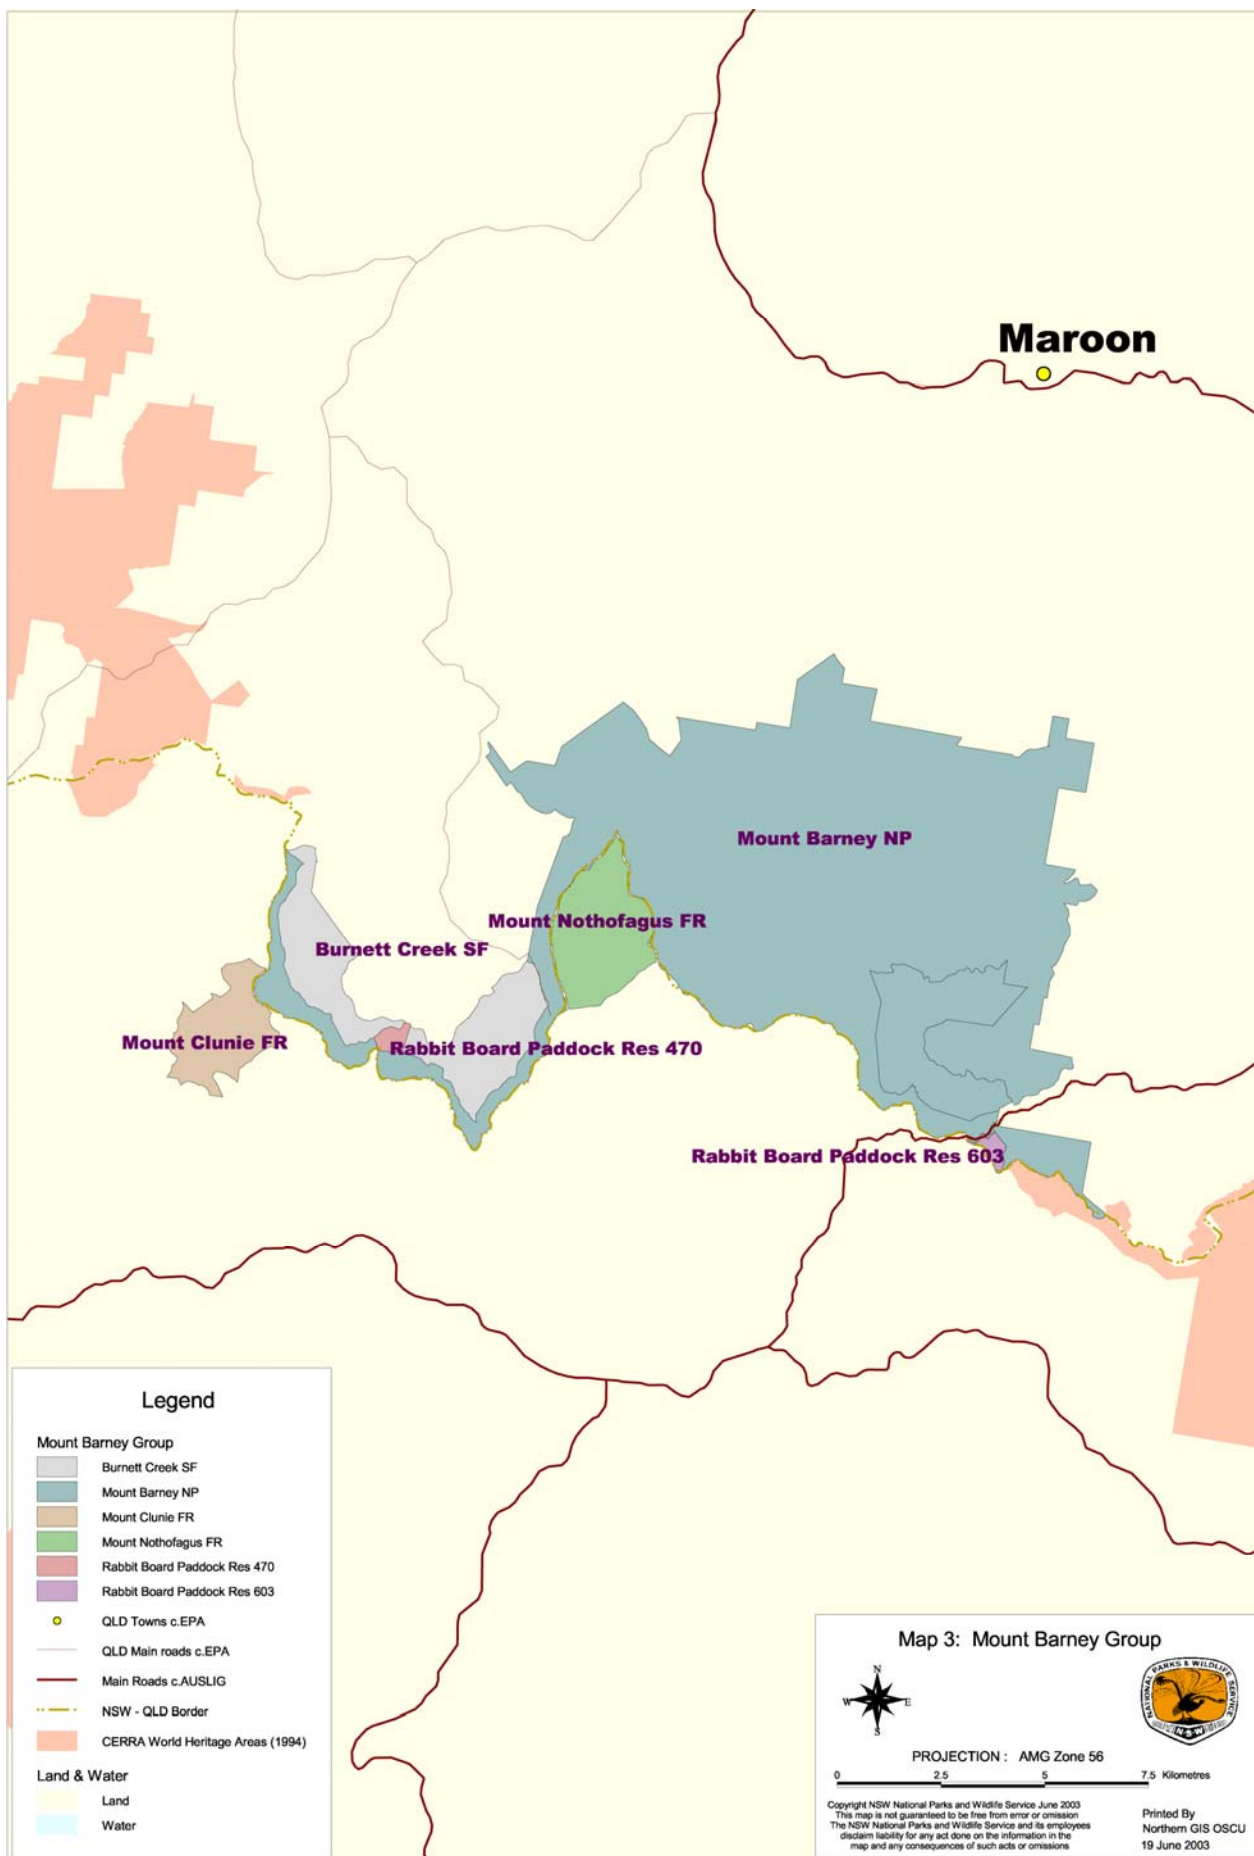 Maroon
Mount Barney NP
Mount Nothofagus FR
Burnett Creek SF
Mount Clunie FR
Rabbit Board Paddock Res 470
Rabbit Board Paddock Res 603
Legend
Mount Barney Group
Burnett Creek SF
Mount Barney NP
Mount Clunie FR
Mount Nothofagus FR
Rabbit Board Paddock Res 470
Rabbit Board Paddock Res 603
QLD Towns c.EPA
QLD Main roads c.EPA
Main Roads c.AUSLIG
NSW - QLD Border
CERRA World Heritage Areas (1994)
Land & Water
Land
Water
Map 3: Mount Barney Group
N
W E
S
NATIONAL PARKS & WILDLIFE SERVICE
N·S·W
PROJECTION : AMG Zone 56
0 2.5 5 7.5 Kilometres
Copyright NSW National Parks and Wildlife Service June 2003
This map is not guaranteed to be free from error or omission
The NSW National Parks and Wildlife Service and its employees
disclaim liability for any act done on the information in the
map and any consequences of such acts or omissions
Printed By
Northern GIS OSCU
19 June 2003